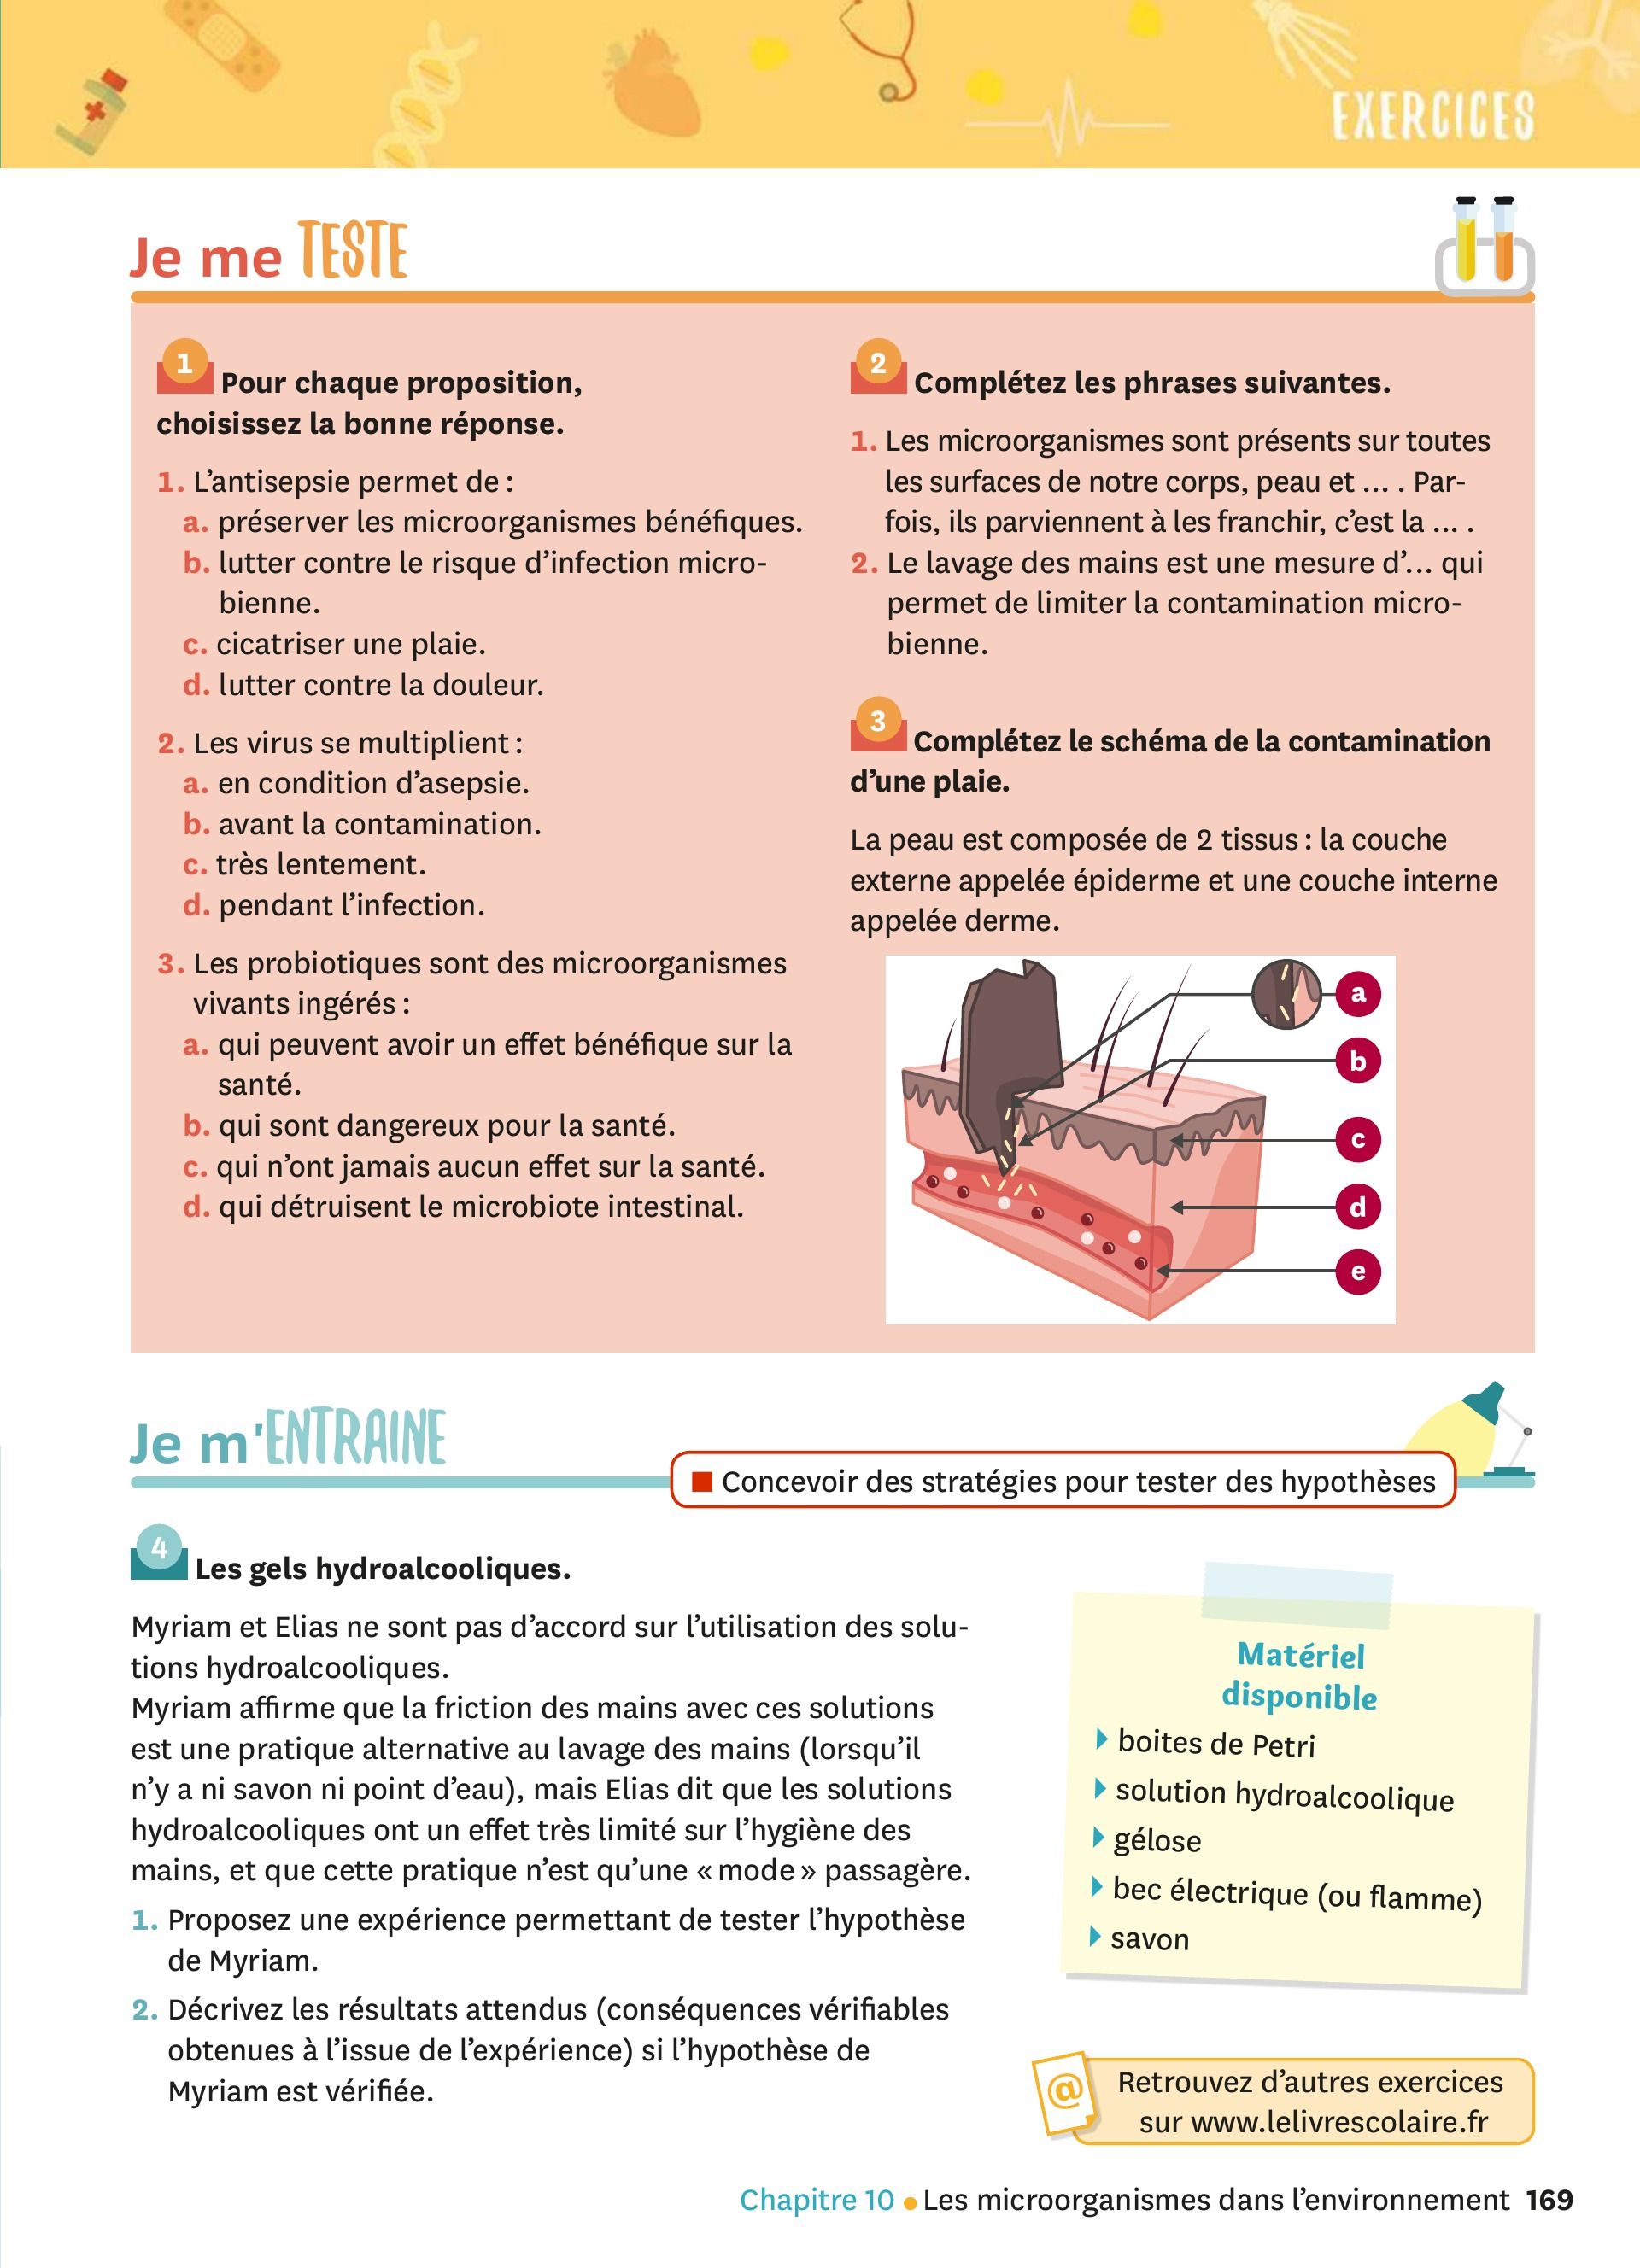 EXERCICES
Je me TESTE
1 Pour chaque proposition,
choisissez la bonne réponse.
1. L’antisepsie permet de :
a. préserver les microorganismes bénéfiques.
b. lutter contre le risque d’infection micro-
bienne.
c. cicatriser une plaie.
d. lutter contre la douleur.
2. Les virus se multiplient :
a. en condition d’asepsie.
b. avant la contamination.
c. très lentement.
d. pendant l’infection.
3. Les probiotiques sont des microorganismes
vivants ingérés :
a. qui peuvent avoir un effet bénéfique sur la
santé.
b. qui sont dangereux pour la santé.
c. qui n’ont jamais aucun effet sur la santé.
d. qui détruisent le microbiote intestinal.
2 Complétez les phrases suivantes.
1. Les microorganismes sont présents sur toutes
les surfaces de notre corps, peau et ... . Par-
fois, ils parviennent à les franchir, c’est la ... .
2. Le lavage des mains est une mesure d’... qui
permet de limiter la contamination micro-
bienne.
3 Complétez le schéma de la contamination
d’une plaie.
La peau est composée de 2 tissus : la couche
externe appelée épiderme et une couche interne
appelée derme.
a
b
c
d
e
Je m'ENTRAINE
■ Concevoir des stratégies pour tester des hypothèses
4 Les gels hydroalcooliques.
Myriam et Elias ne sont pas d’accord sur l’utilisation des solu-
tions hydroalcooliques.
Myriam affirme que la friction des mains avec ces solutions
est une pratique alternative au lavage des mains (lorsqu’il
n’y a ni savon ni point d’eau), mais Elias dit que les solutions
hydroalcooliques ont un effet très limité sur l’hygiène des
mains, et que cette pratique n’est qu’une « mode » passagère.
1. Proposez une expérience permettant de tester l’hypothèse
de Myriam.
2. Décrivez les résultats attendus (conséquences vérifiables
obtenues à l’issue de l’expérience) si l’hypothèse de
Myriam est vérifiée.
Matériel
disponible
boites de Petri
solution hydroalcoolique
gélose
bec électrique (ou flamme)
savon
@
Retrouvez d’autres exercices
sur www.lelivrescolaire.fr
Chapitre 10 • Les microorganismes dans l’environnement 169